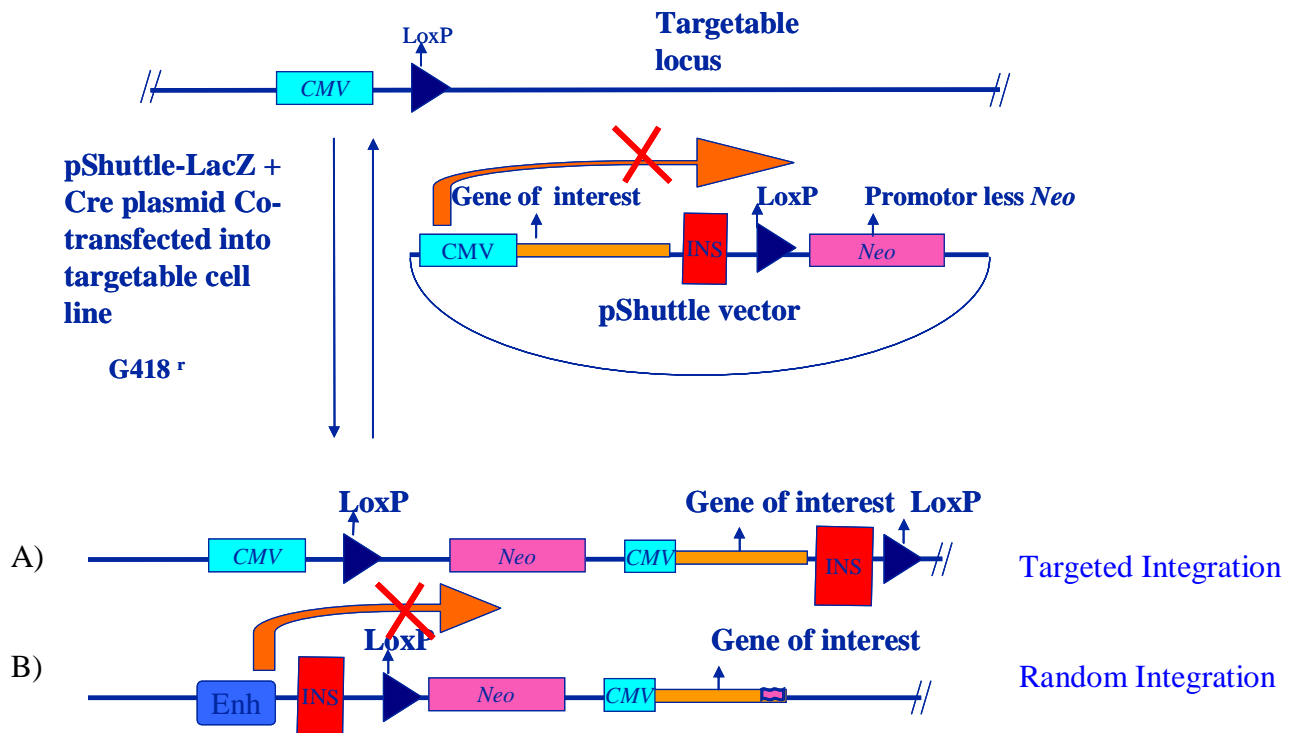 LoxP
Targetable
locus
CMV
pShuttle-LacZ +
Cre plasmid Co-
transfected into
targetable cell
line
G418 r
Gene of interest
LoxP
Promotor less Neo
CMV
INS
Neo
pShuttle vector
LoxP
Gene of interest
LoxP
A)
CMV
Neo
CMV
INS
Targeted Integration
LoxP
Gene of interest
B)
Enh
INS
Neo
CMV
Random Integration